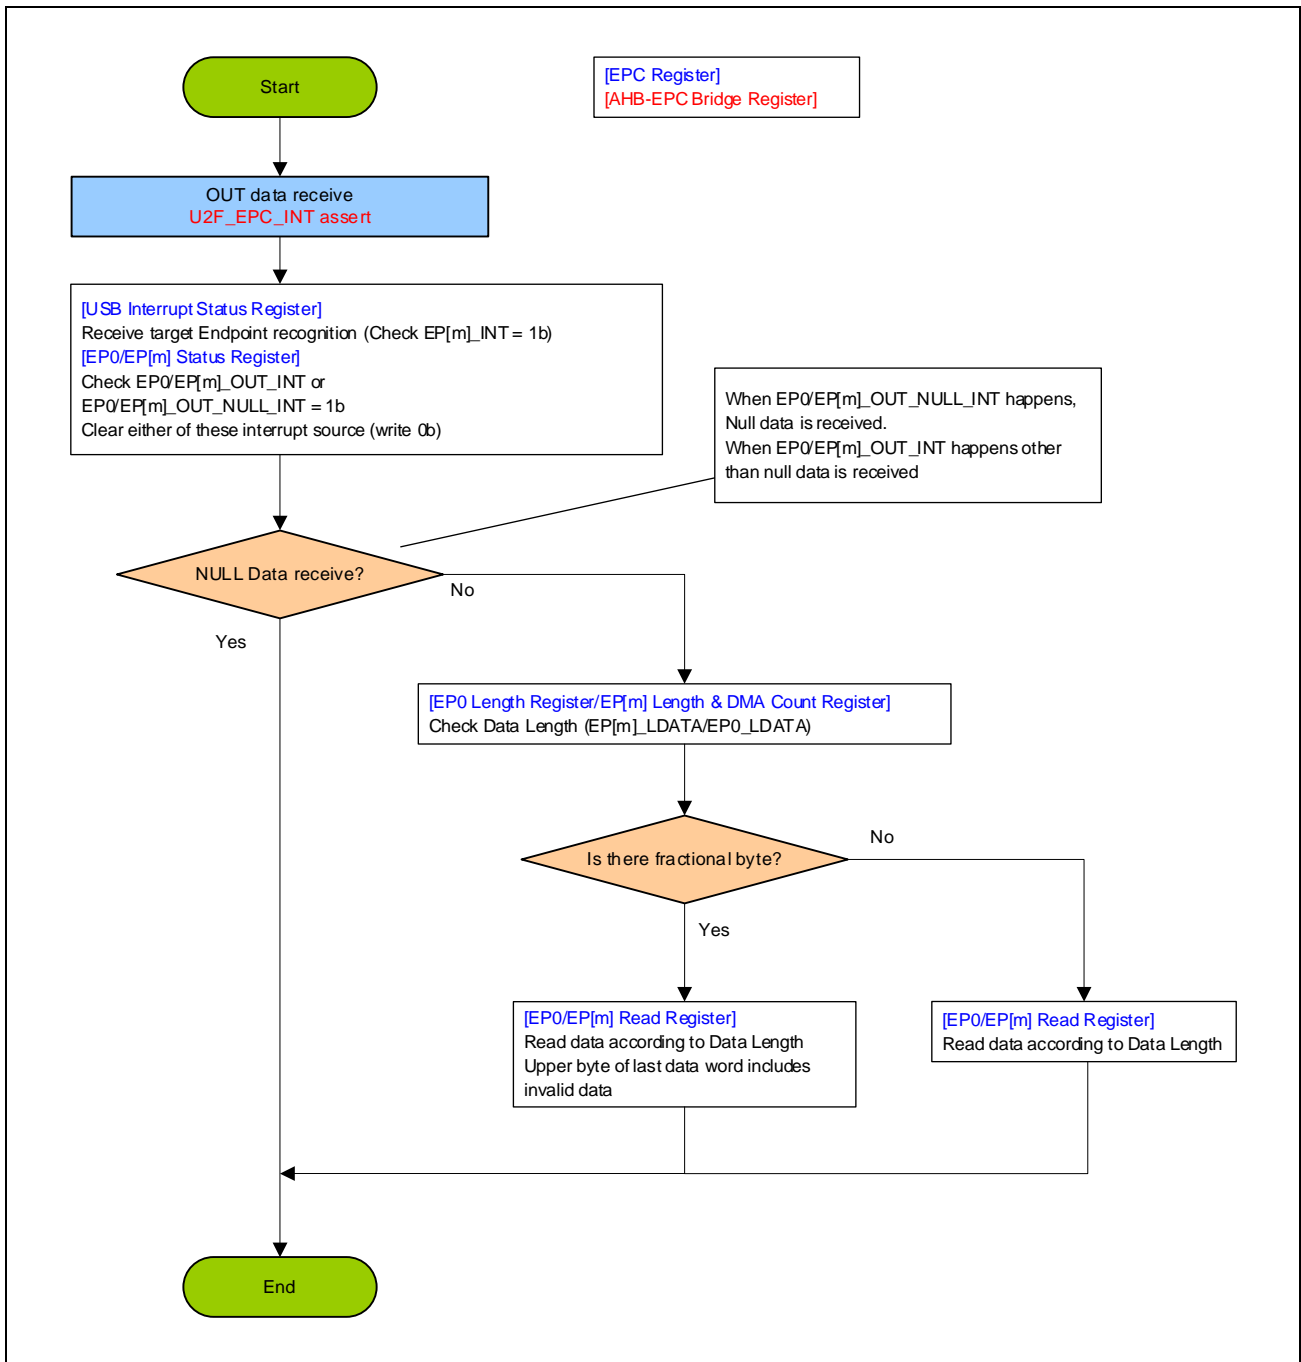 Start
[EPC Register]
[AHB-EPC Bridge Register]
OUT data receive
U2F_EPC_INT assert
[USB Interrupt Status Register]
Receive target Endpoint recognition (Check EP[m]_INT = 1b)
[EP0/EP[m] Status Register]
Check EP0/EP[m]_OUT_INT or
EP0/EP[m]_OUT_NULL_INT = 1b
Clear either of these interrupt source (write 0b)
When EP0/EP[m]_OUT_NULL_INT happens,
Null data is received.
When EP0/EP[m]_OUT_INT happens other
than null data is received
NULL Data receive?
No
Yes
[EP0 Length Register/EP[m] Length & DMA Count Register]
Check Data Length (EP[m]_LDATA/EP0_LDATA)
Is there fractional byte?
No
Yes
[EP0/EP[m] Read Register]
Read data according to Data Length
Upper byte of last data word includes
invalid data
[EP0/EP[m] Read Register]
Read data according to Data Length
End